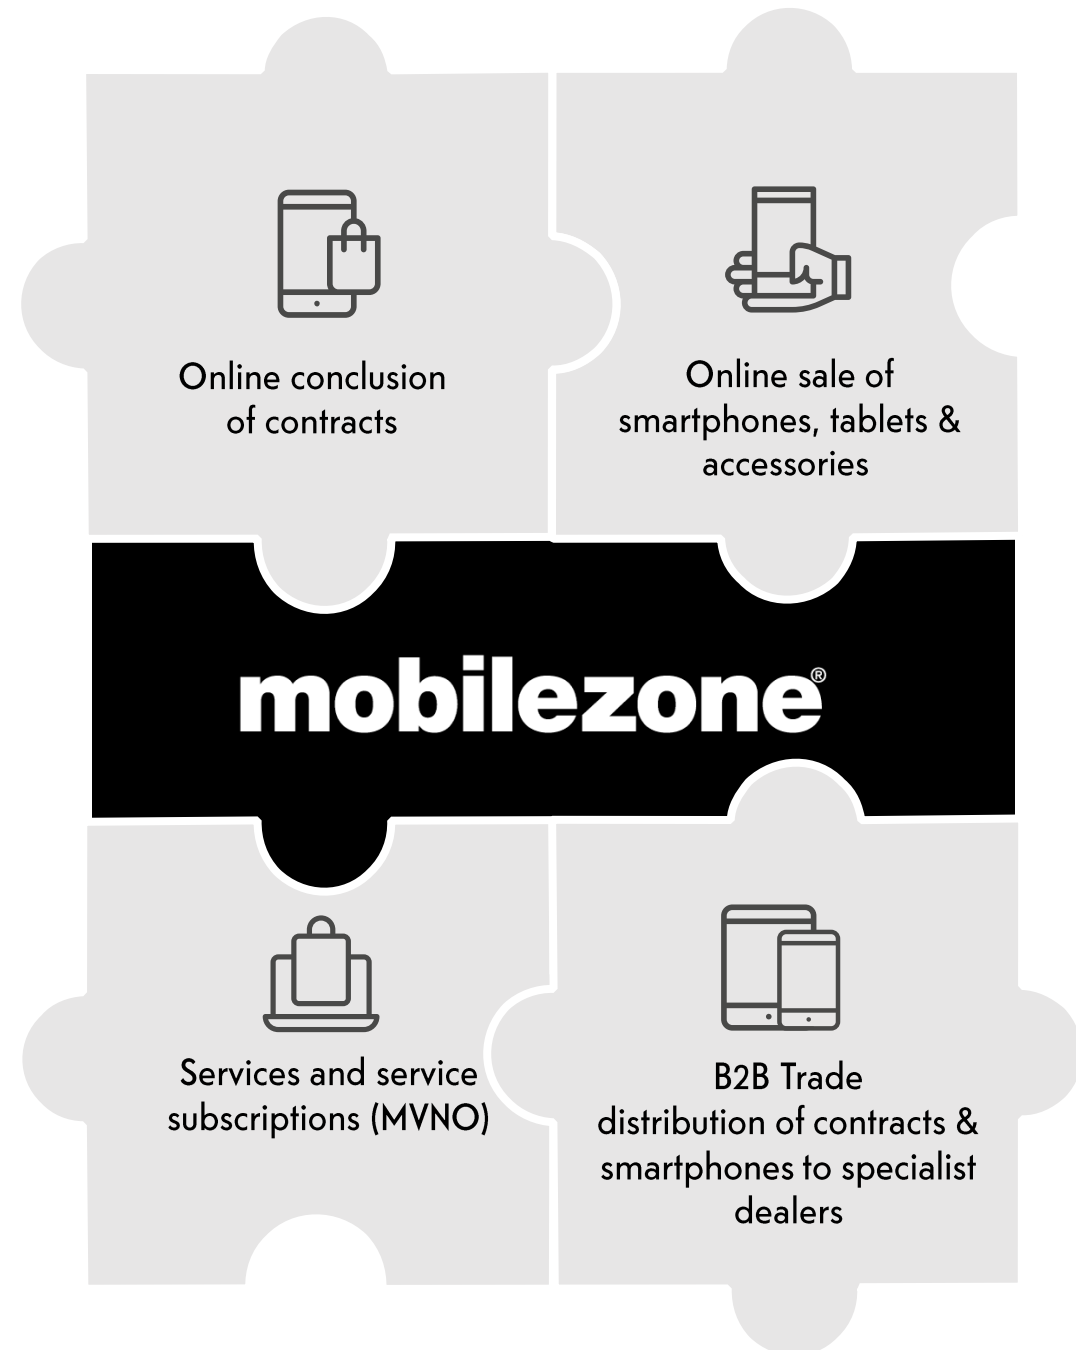 Online conclusion
of contracts
Online sale of
smartphones, tablets &
accessories
mobilezone®
Services and service
subscriptions (MVNO)
B2B Trade
distribution of contracts &
smartphones to specialist
dealers